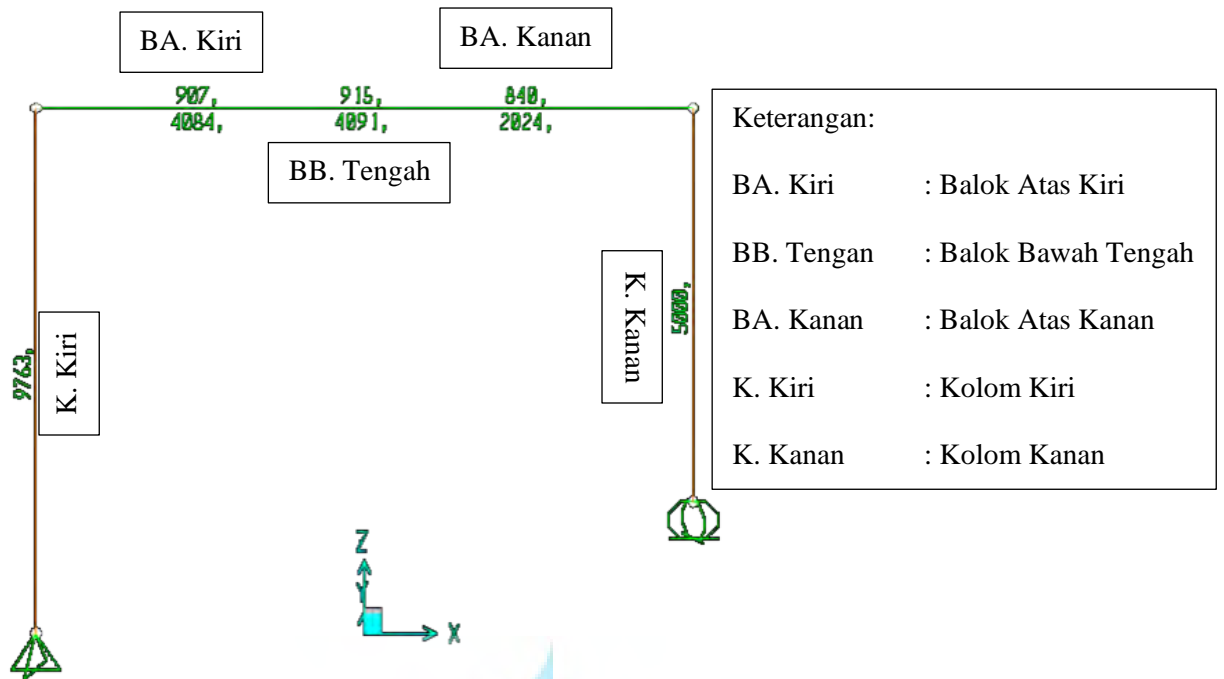 BA. Kiri
BA. Kanan
907, 915, 840,
4084, 4091, 2024,
BB. Tengah
Keterangan:
BA. Kiri : Balok Atas Kiri
BB. Tengan : Balok Bawah Tengah
BA. Kanan : Balok Atas Kanan
K. Kiri : Kolom Kiri
K. Kanan : Kolom Kanan
9763,
K. Kiri
K. Kanan
5000,
Z
Y
X